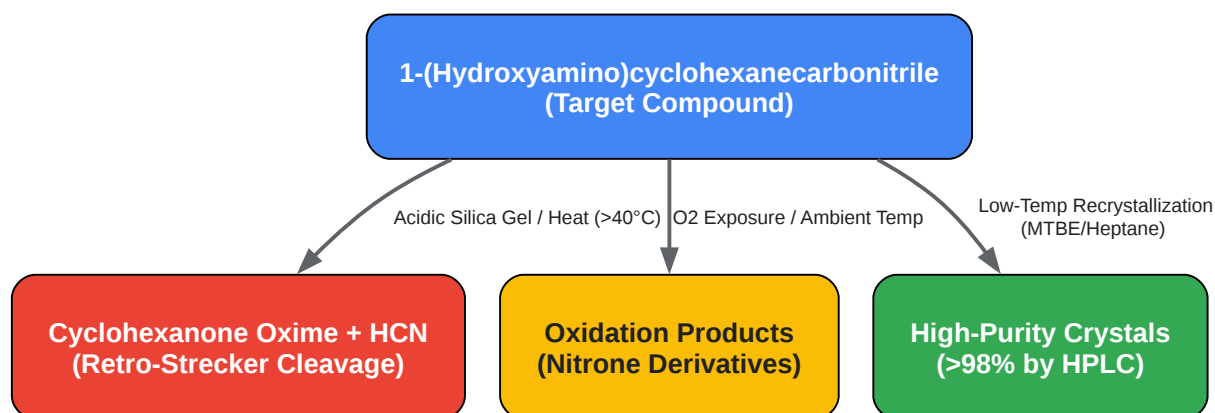 1-(Hydroxyamino)cyclohexanecarbonitrile
(Target Compound)
Acidic Silica Gel / Heat (>40°C)
O2 Exposure / Ambient Temp
Low-Temp Recrystallization
(MTBE/Heptane)
Cyclohexanone Oxime + HCN
(Retro-Strecker Cleavage)
Oxidation Products
(Nitrone Derivatives)
High-Purity Crystals
(>98% by HPLC)